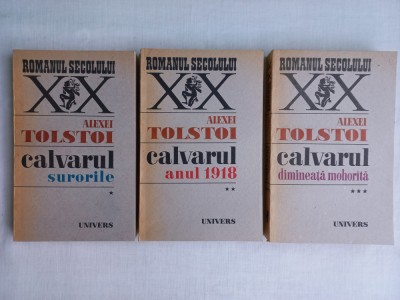 ROMANUL SECOLULUI
XX
ALEXEI
TOLSTOI
calvarul
surorile
*
UNIVERS
ROMANUL SECOLULUI
XX
ALEXEI
TOLSTOI
calvarul
anul 1918
**
UNIVERS
ROMANUL SECOLULUI
XX
ALEXEI
TOLSTOI
calvarul
dimineață mohorîtă
***
UNIVERS